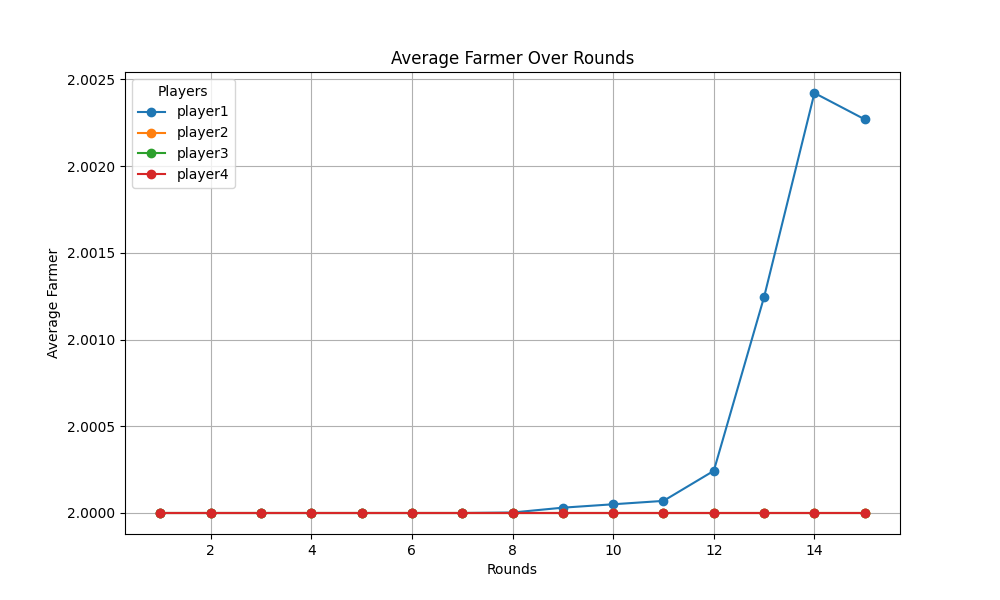 Average Farmer Over Rounds
Players
player1
player2
player3
player4
2.0025
2.0020
2.0015
2.0010
2.0005
2.0000
Average Farmer
2 4 6 8 10 12 14
Rounds